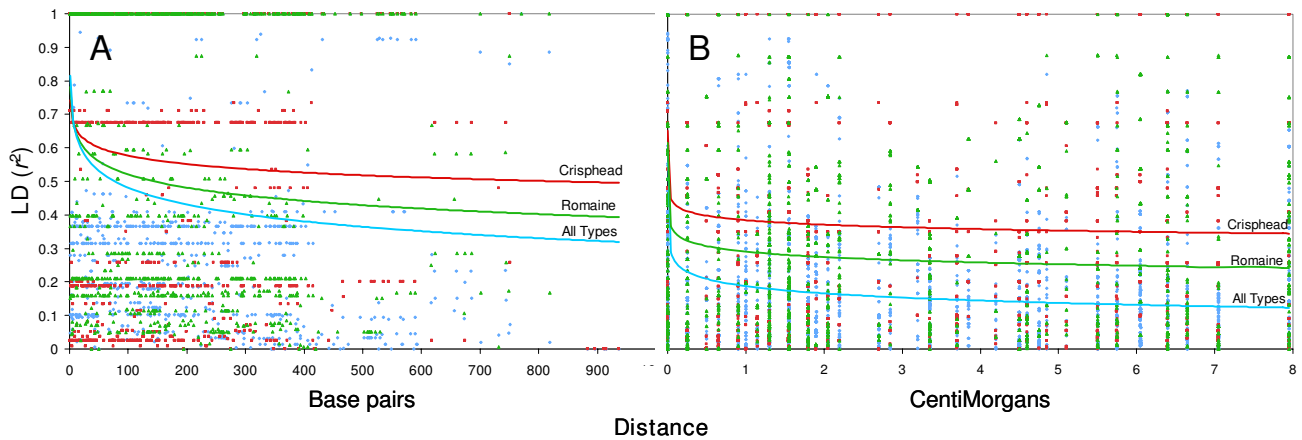 A
B
LD (r²)
1
0.9
0.8
0.7
0.6
0.5
0.4
0.3
0.2
0.1
0
Crisphead
Romaine
All Types
Crisphead
Romaine
All Types
0 100 200 300 400 500 600 700 800 900
0 1 2 3 4 5 6 7 8
Base pairs
CentiMorgans
Distance